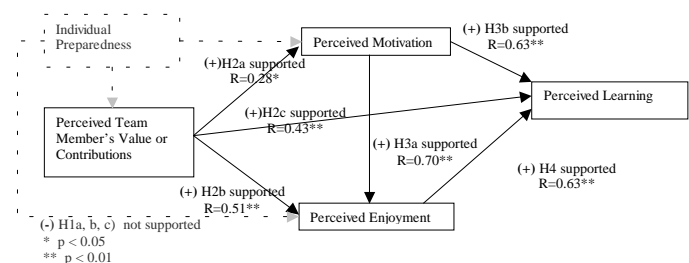 Individual
Preparedness
Perceived Motivation
(+) H3b supported
R=0.63**
(+)H2a supported
R=0.28*
Perceived Learning
Perceived Team
Member's Value or
Contributions
(+)H2c supported
R=0.43**
(+) H3a supported
R=0.70**
(+) H4 supported
R=0.63**
(+) H2b supported
R=0.51**
Perceived Enjoyment
(-) H1a, b, c) not supported
* p < 0.05
** p < 0.01